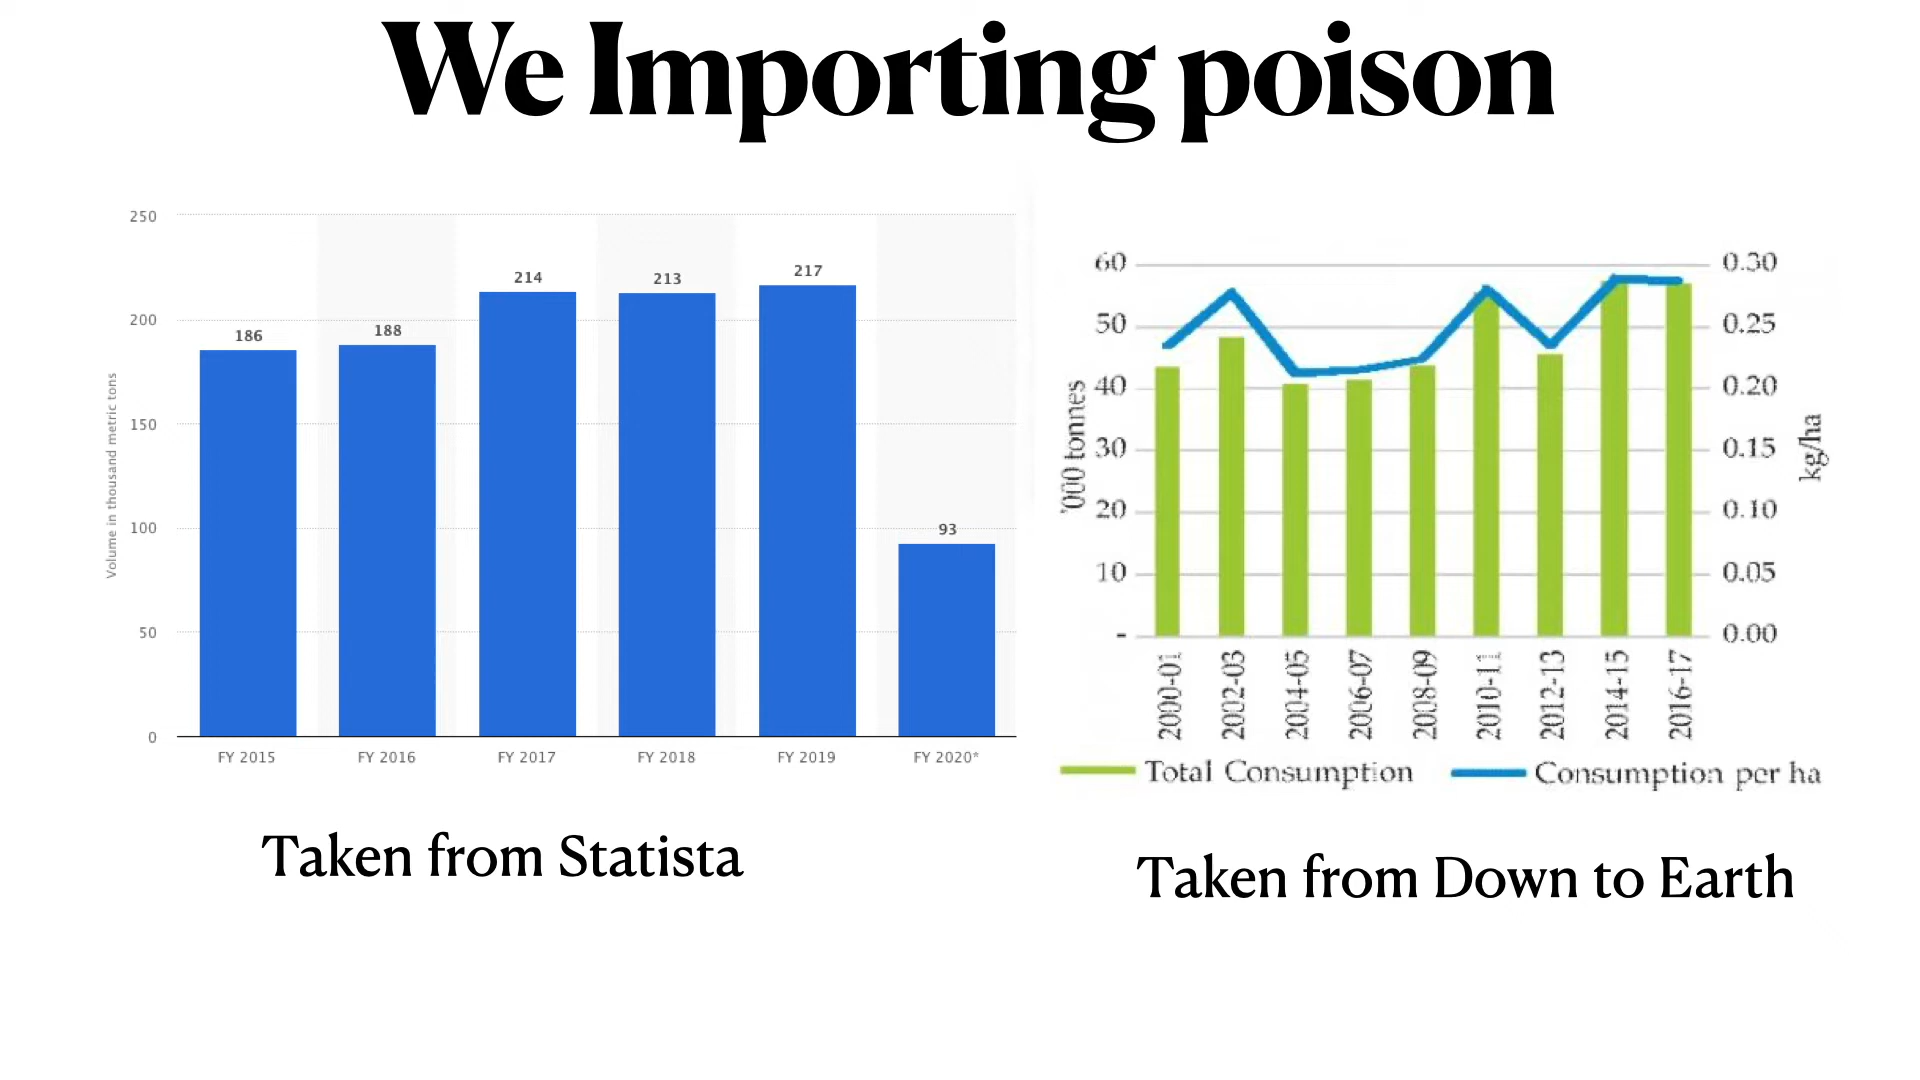 We Importing poison
250
200
150
100
50
0
Volume in thousand metric tons
186
188
214
213
217
93
FY 2015
FY 2016
FY 2017
FY 2018
FY 2019
FY 2020*
Taken from Statista
60
50
40
30
20
10
-
'000 tonnes
0.30
0.25
0.20
0.15
0.10
0.05
0.00
kg/ha
2000-01
2002-03
2004-05
2006-07
2008-09
2010-11
2012-13
2014-15
2016-17
Total Consumption
Consumption per ha
Taken from Down to Earth